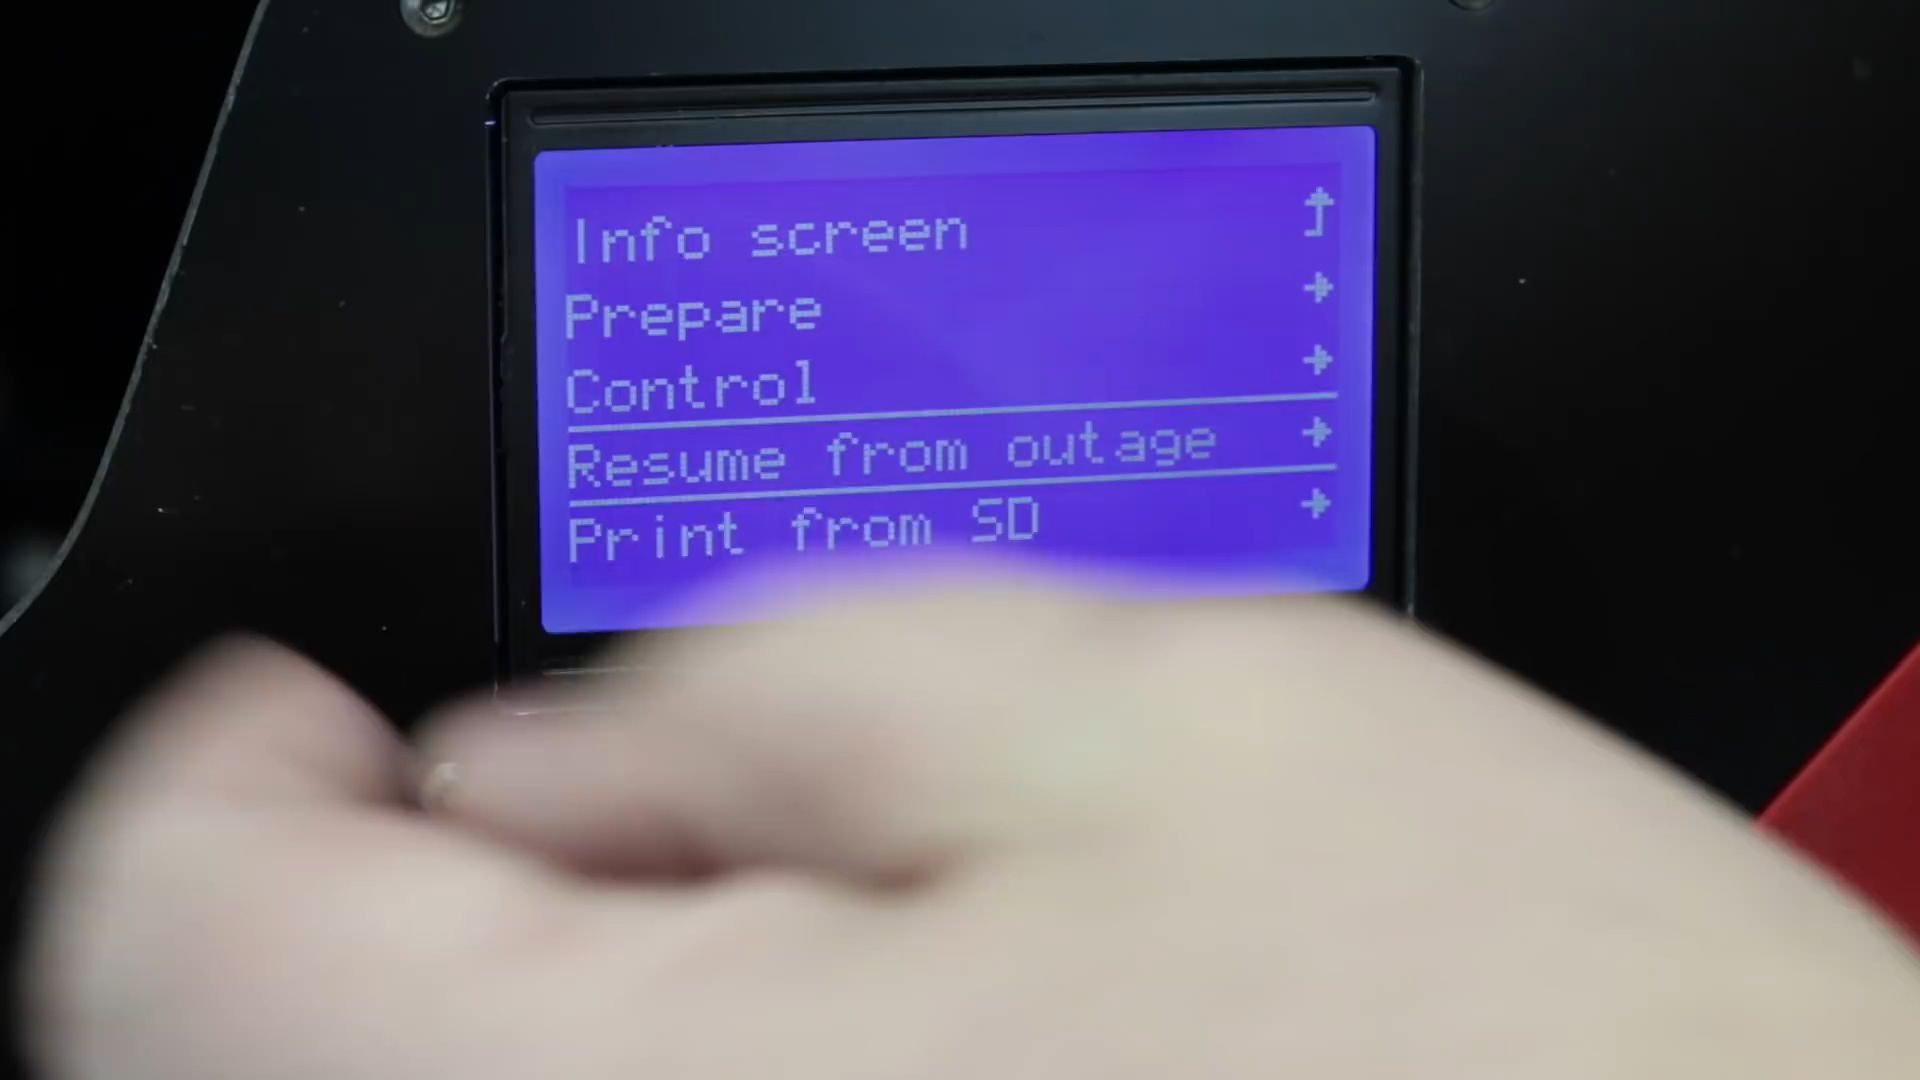 Info screen
Prepare
Control
Resume from outage
Print from SD